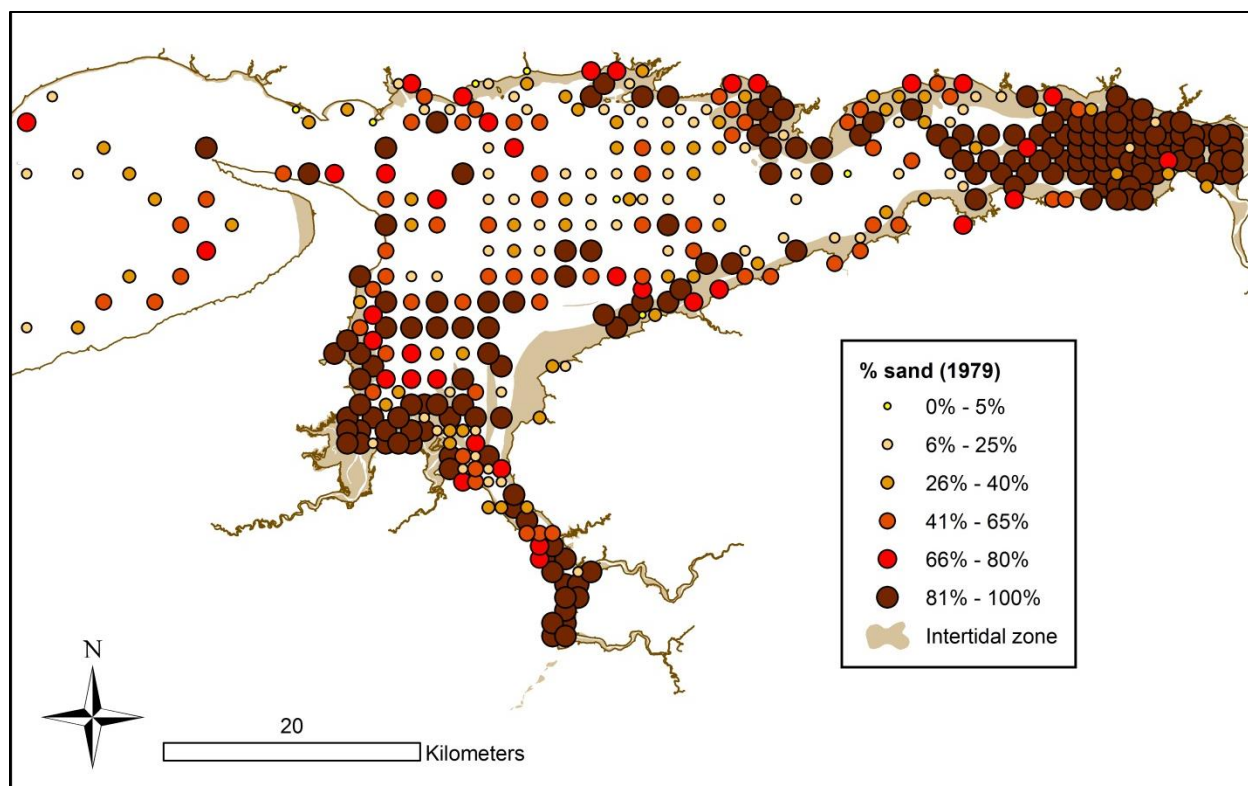 % sand (1979)
0% - 5%
6% - 25%
26% - 40%
41% - 65%
66% - 80%
81% - 100%
Intertidal zone
N
20
Kilometers